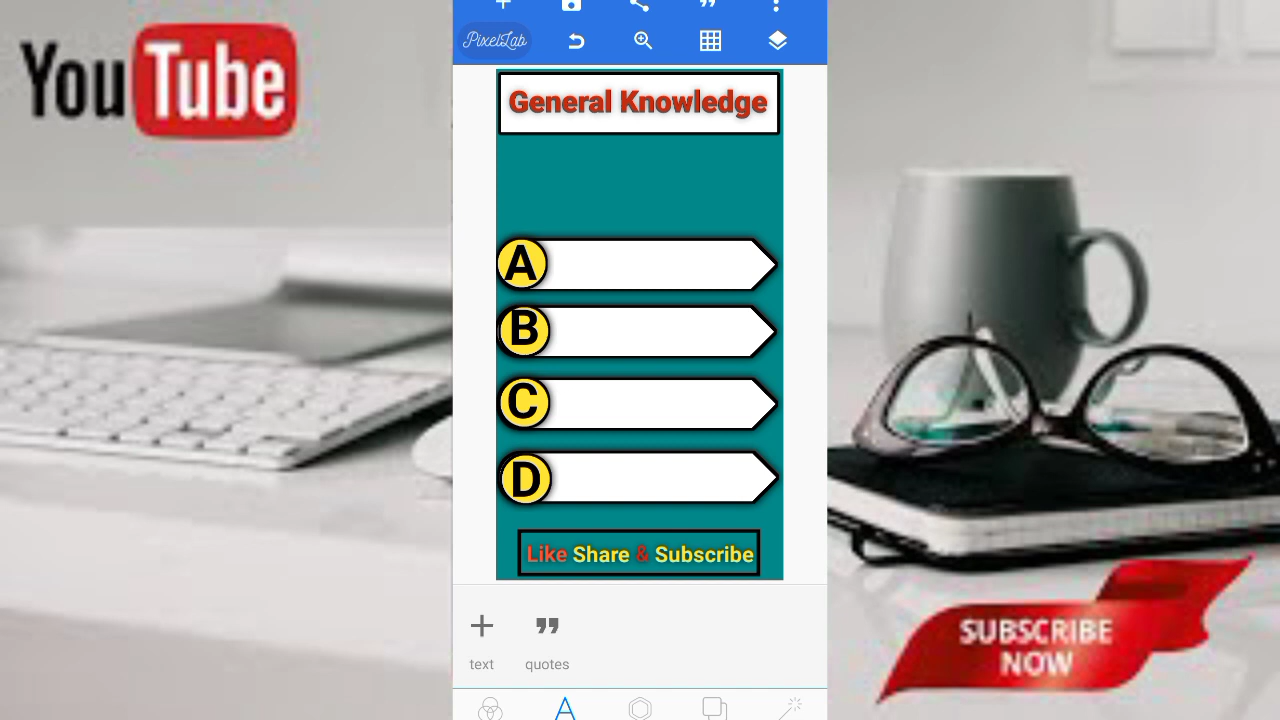 YouTube
PixelLab
General Knowledge
A
B
C
D
Like Share & Subscribe
text
quotes
SUBSCRIBE
NOW